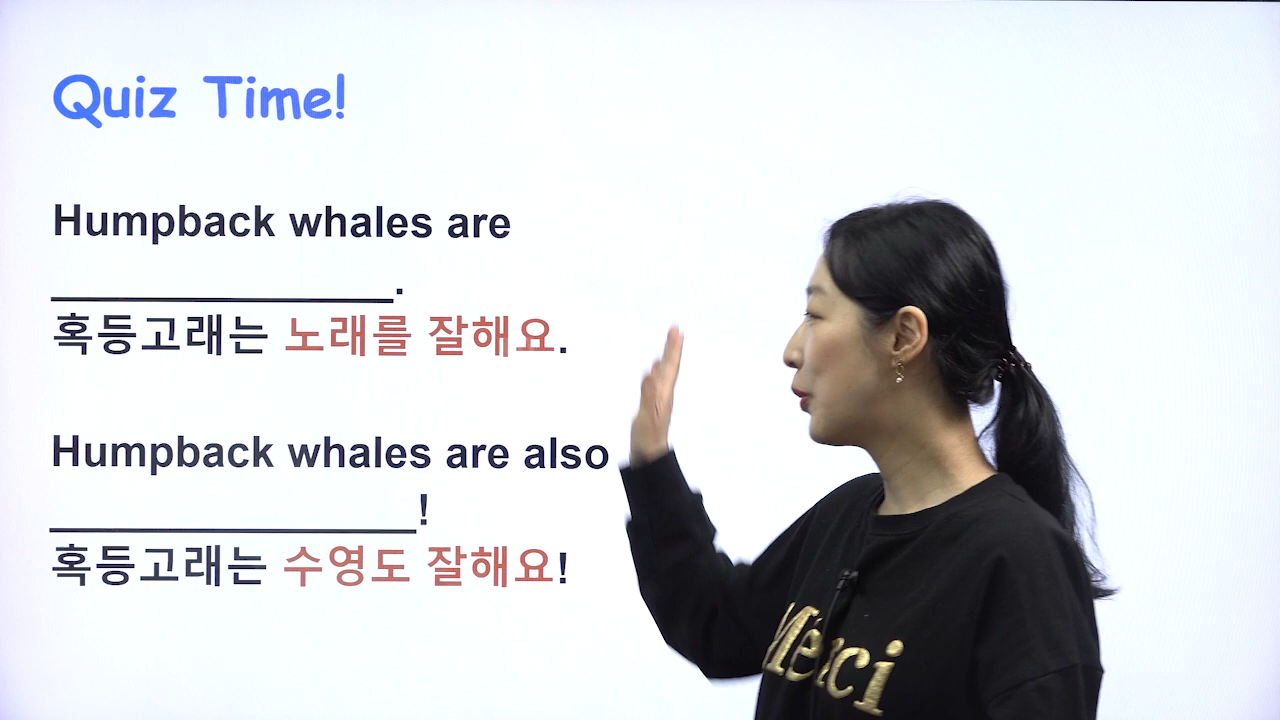 Quiz Time!
Humpback whales are
_______________.
혹등고래는 노래를 잘해요.
Humpback whales are also
________________!
혹등고래는 수영도 잘해요!
Merci